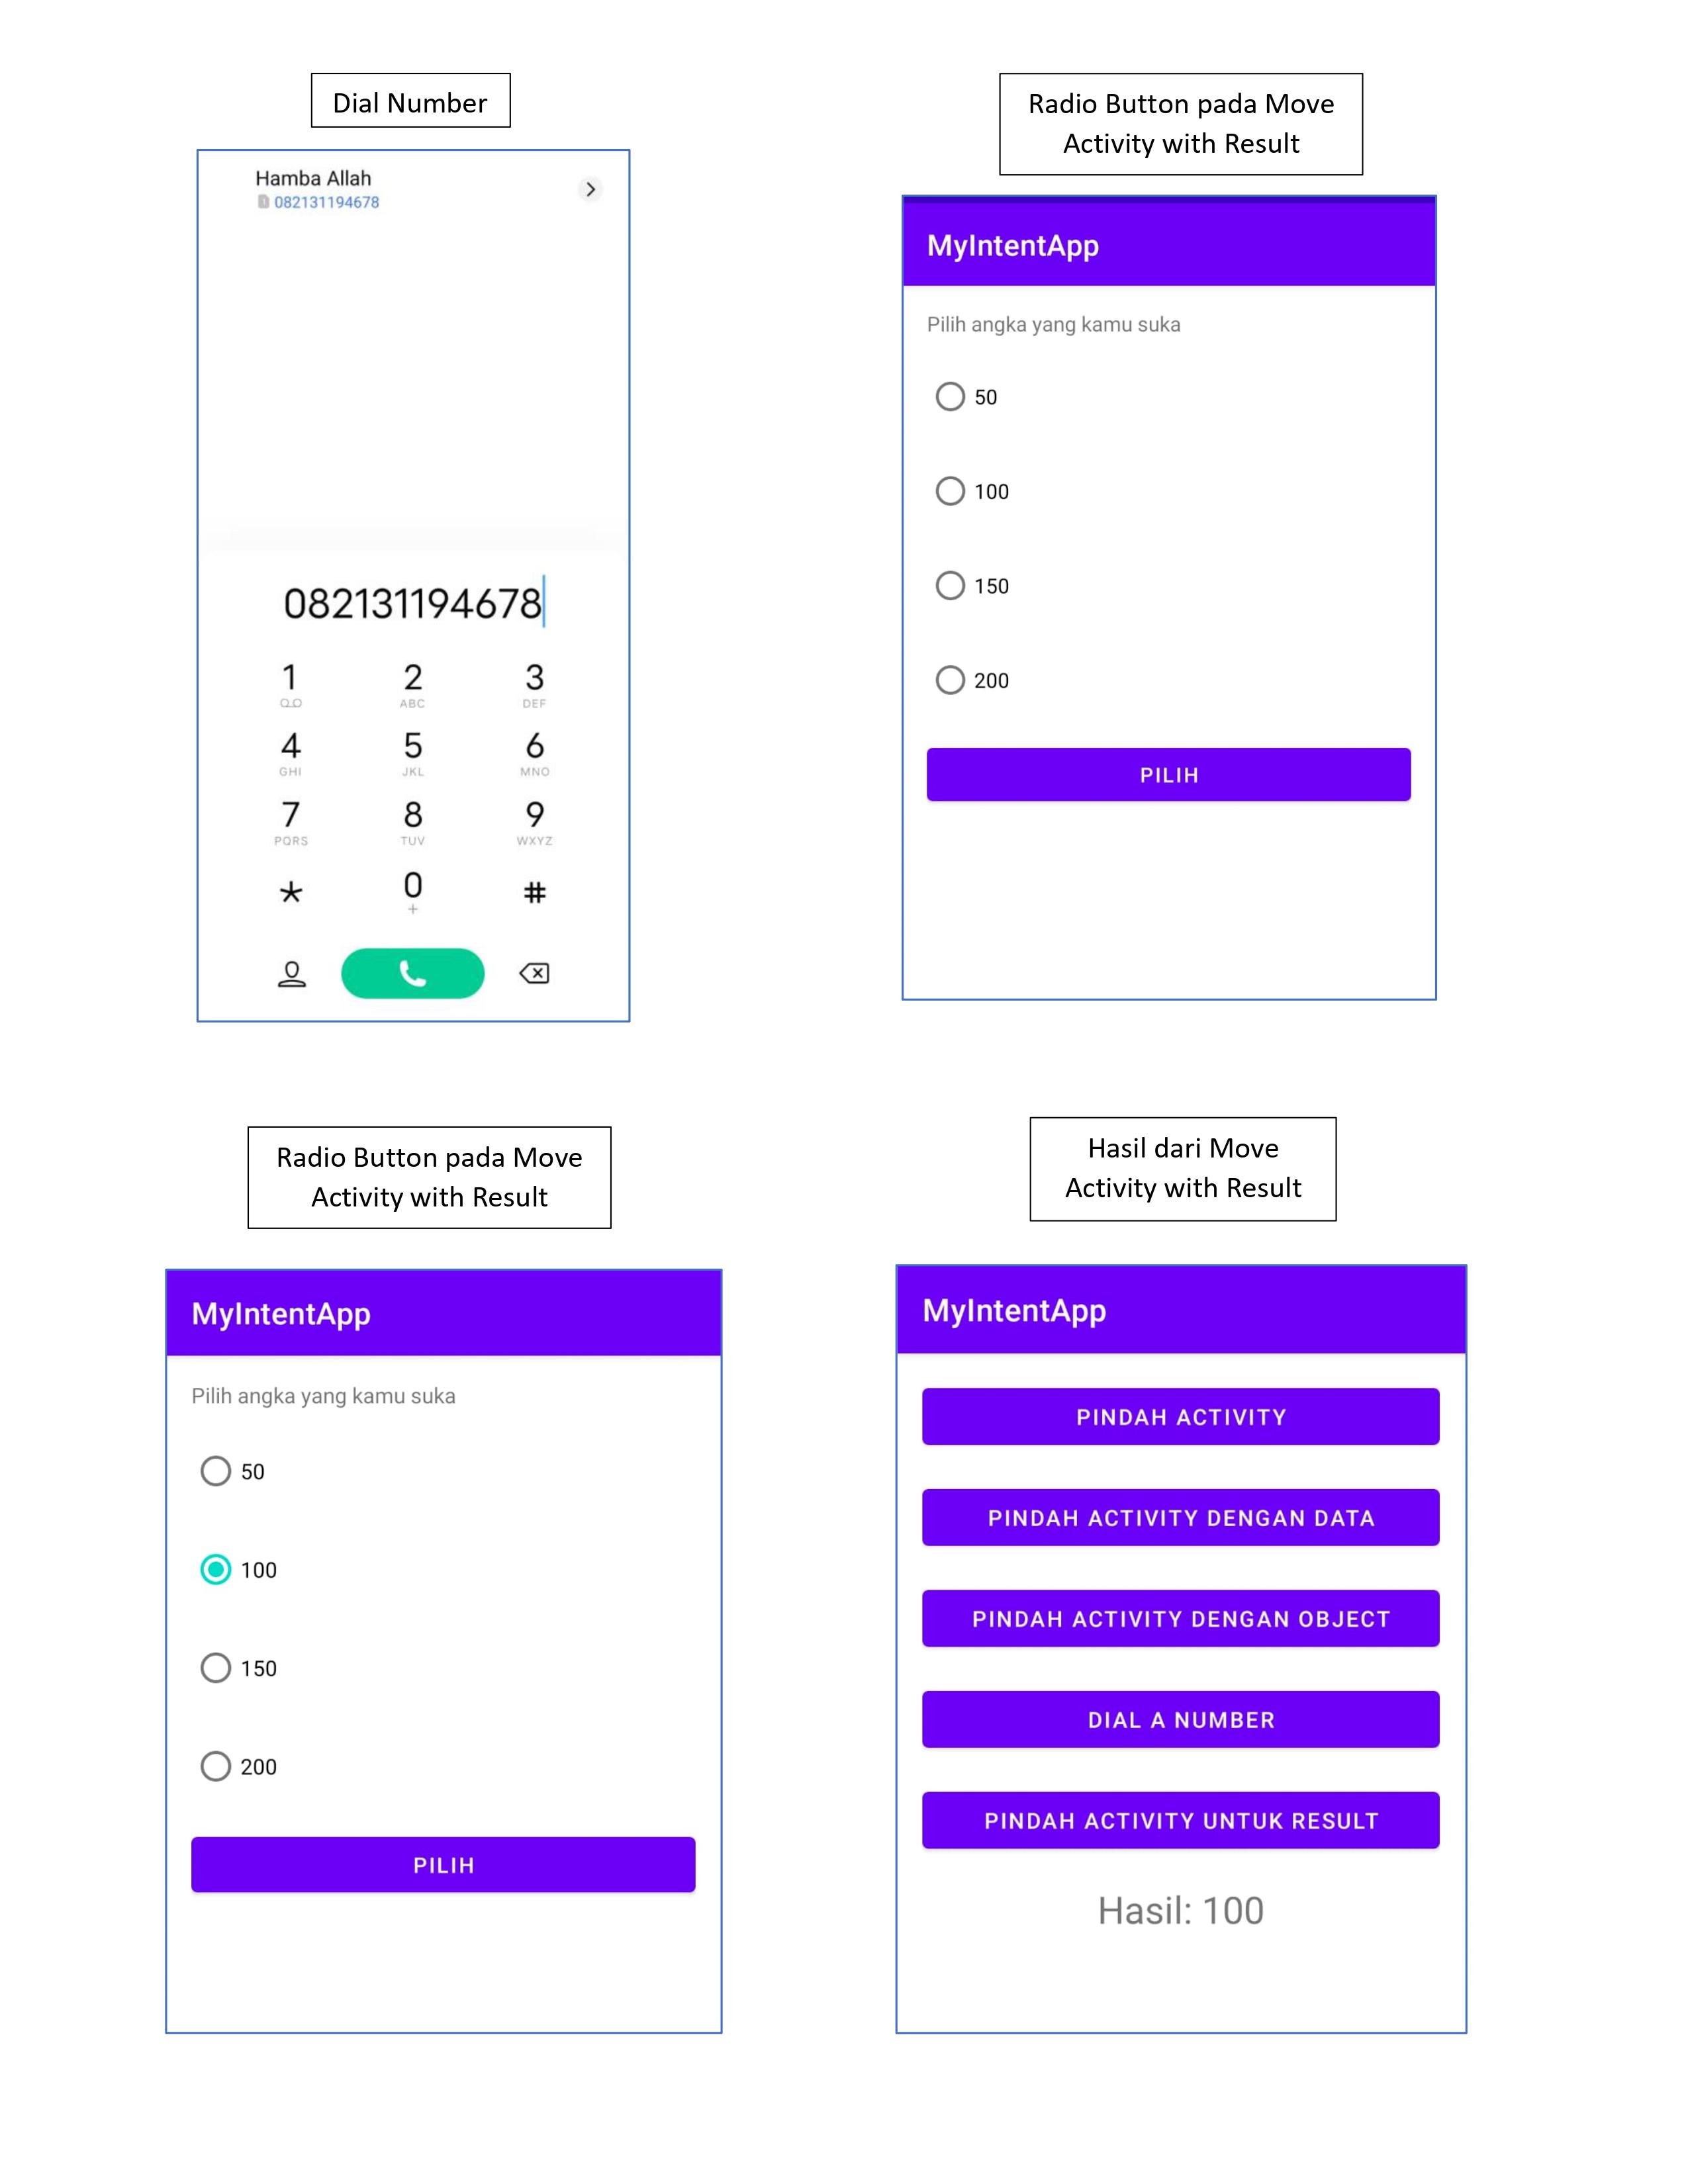 Dial Number
Hamba Allah
082131194678
082131194678
1 2 3
ABC DEF
4 5 6
GHI JKL MNO
7 8 9
PQRS TUV WXYZ
* 0 #
+
Radio Button pada Move
Activity with Result
MyIntentApp
Pilih angka yang kamu suka
50
100
150
200
PILIH
Radio Button pada Move
Activity with Result
MyIntentApp
Pilih angka yang kamu suka
50
100
150
200
PILIH
Hasil dari Move
Activity with Result
MyIntentApp
PINDAH ACTIVITY
PINDAH ACTIVITY DENGAN DATA
PINDAH ACTIVITY DENGAN OBJECT
DIAL A NUMBER
PINDAH ACTIVITY UNTUK RESULT
Hasil: 100